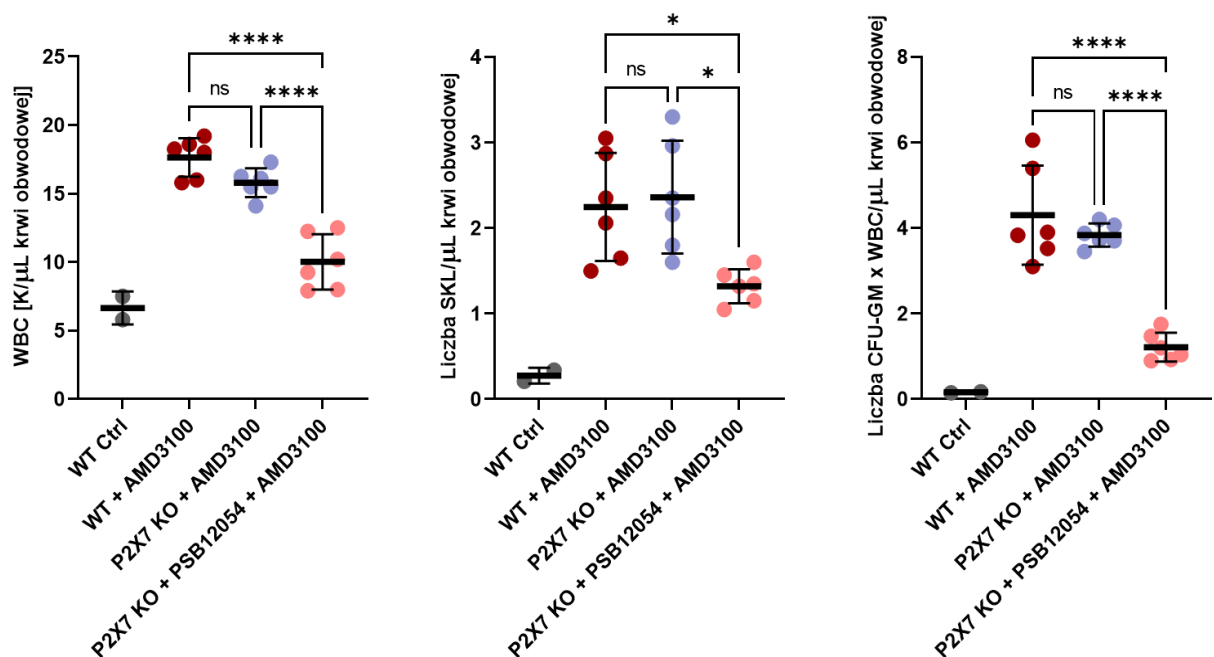 WBC [K/μL krwi obwodowej]
25
20
15
10
5
0
ns
****
****
WT Ctrl
WT + AMD3100
P2X7 KO + AMD3100
P2X7 KO + PSB12054 + AMD3100
Liczba SKL/μL krwi obwodowej
4
3
2
1
0
*
ns
*
WT Ctrl
WT + AMD3100
P2X7 KO + AMD3100
P2X7 KO + PSB12054 + AMD3100
Liczba CFU-GM x WBC/μL krwi obwodowej
8
6
4
2
0
****
ns
****
WT Ctrl
WT + AMD3100
P2X7 KO + AMD3100
P2X7 KO + PSB12054 + AMD3100